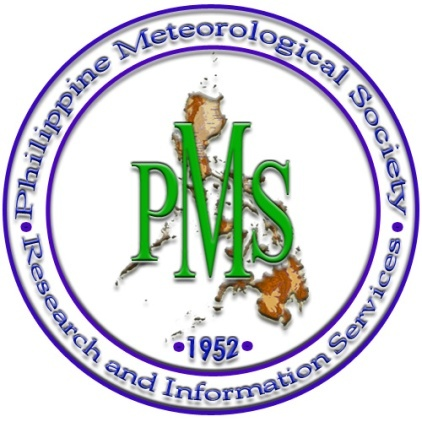 •Philippine Meteorological Society•
PMS
•1952•
Research and Information Services